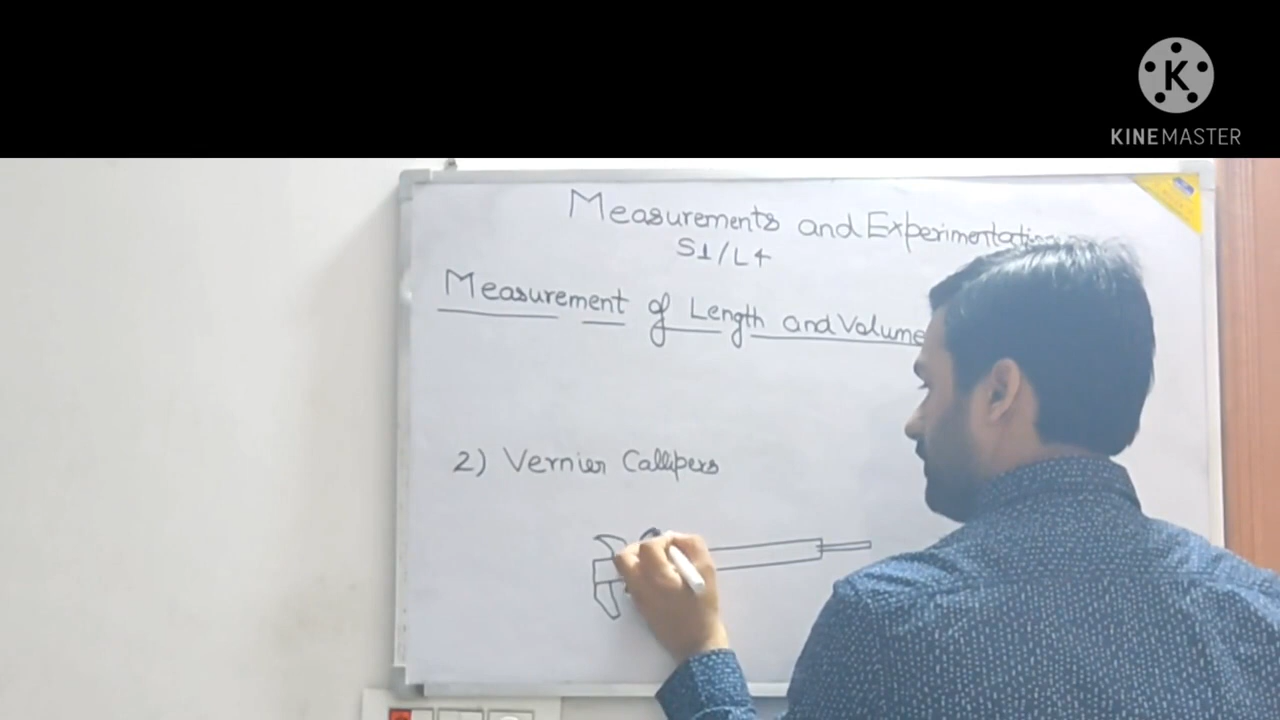 KINEMASTER
Measurements and Experimentation
S1/L4
Measurement of Length and Volume
2) Vernier Callipers